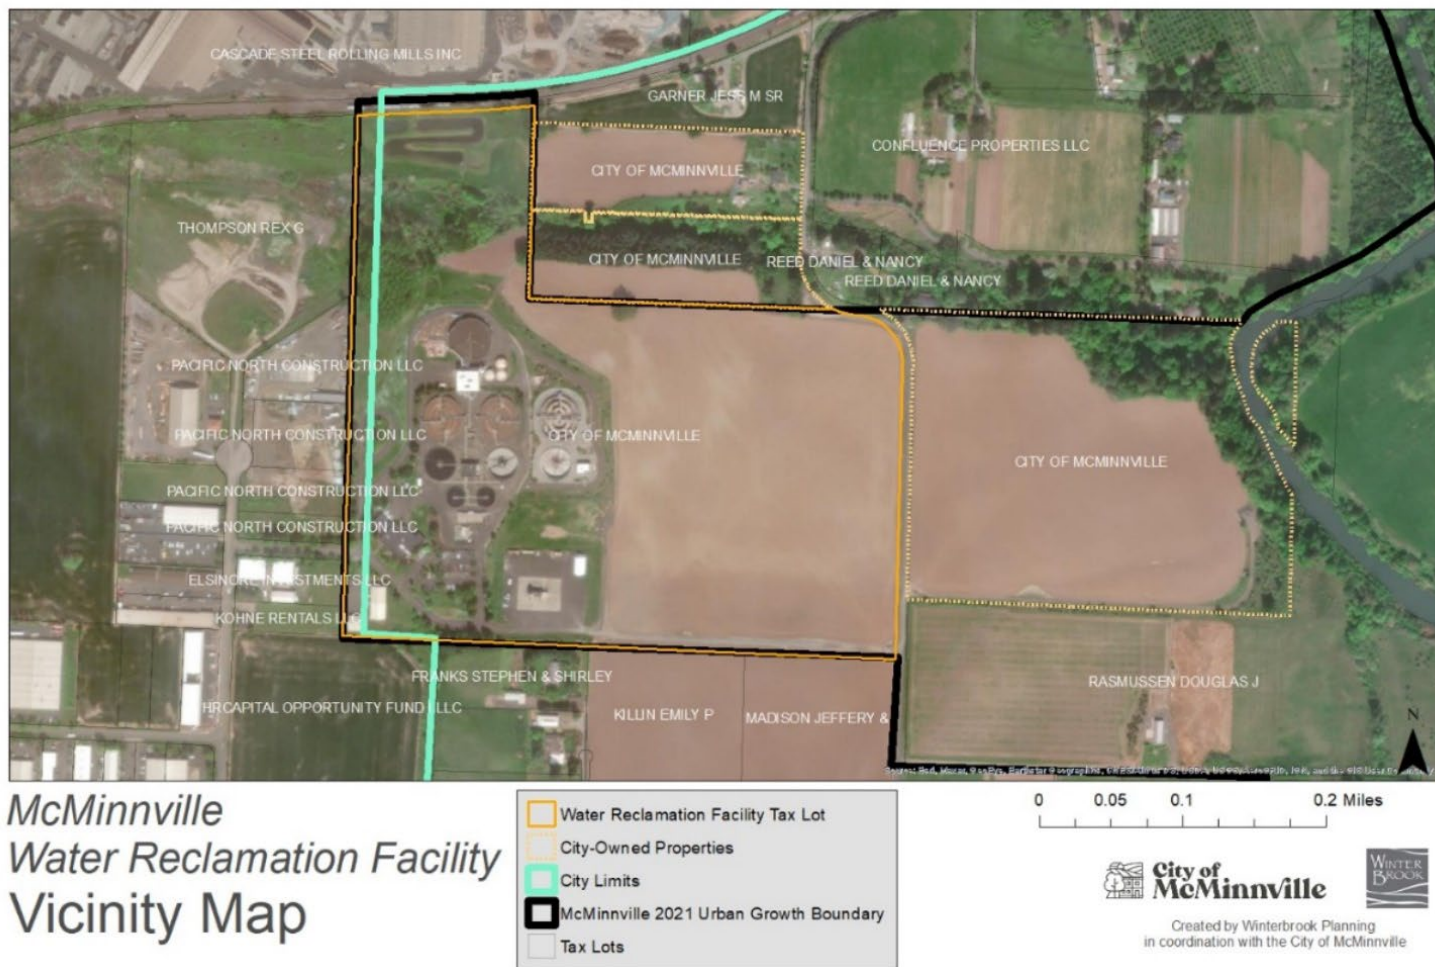 CASCADE STEEL ROLLING MILLS INC
GARNER JESS M SR
CONFLUENCE PROPERTIES LLC
CITY OF MCMINNVILLE
THOMPSON REX G
CITY OF MCMINNVILLE
REED DANIEL & NANCY
REED DANIEL & NANCY
PACIFIC NORTH CONSTRUCTION LLC
PACIFIC NORTH CONSTRUCTION LLC
CITY OF MCMINNVILLE
CITY OF MCMINNVILLE
PACIFIC NORTH CONSTRUCTION LLC
PACIFIC NORTH CONSTRUCTION LLC
ELSINORE INVESTMENTS LLC
KOHNE RENTALS LLC
FRANKS STEPHEN & SHIRLEY
RASMUSSEN DOUGLAS J
HRCAPITAL OPPORTUNITY FUND I LLC
KILLIN EMILY P
MADISON JEFFERY &
N
McMinnville
Water Reclamation Facility
Vicinity Map
Water Reclamation Facility Tax Lot
City-Owned Properties
City Limits
McMinnville 2021 Urban Growth Boundary
Tax Lots
0 0.05 0.1 0.2 Miles
City of
McMinnville
WINTER
BROOK
Created by Winterbrook Planning
in coordination with the City of McMinnville